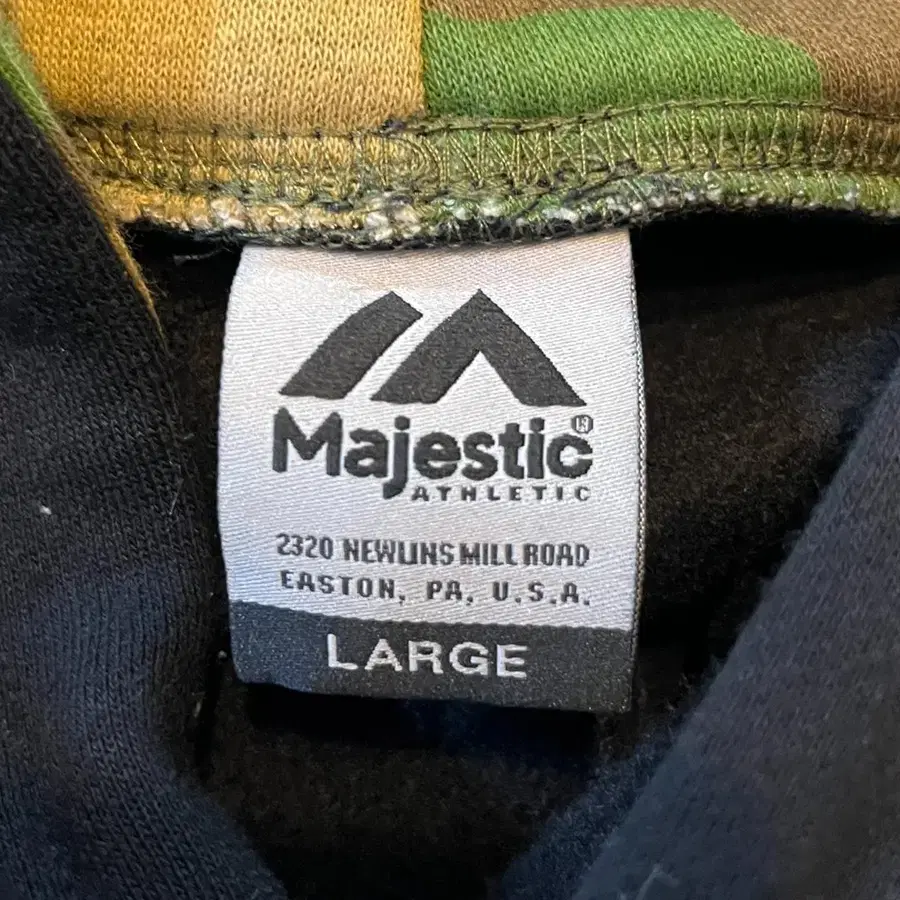 Majestic®
ATHLETIC
2320 NEWLINS MILL ROAD
EASTON, PA, U.S.A.
LARGE